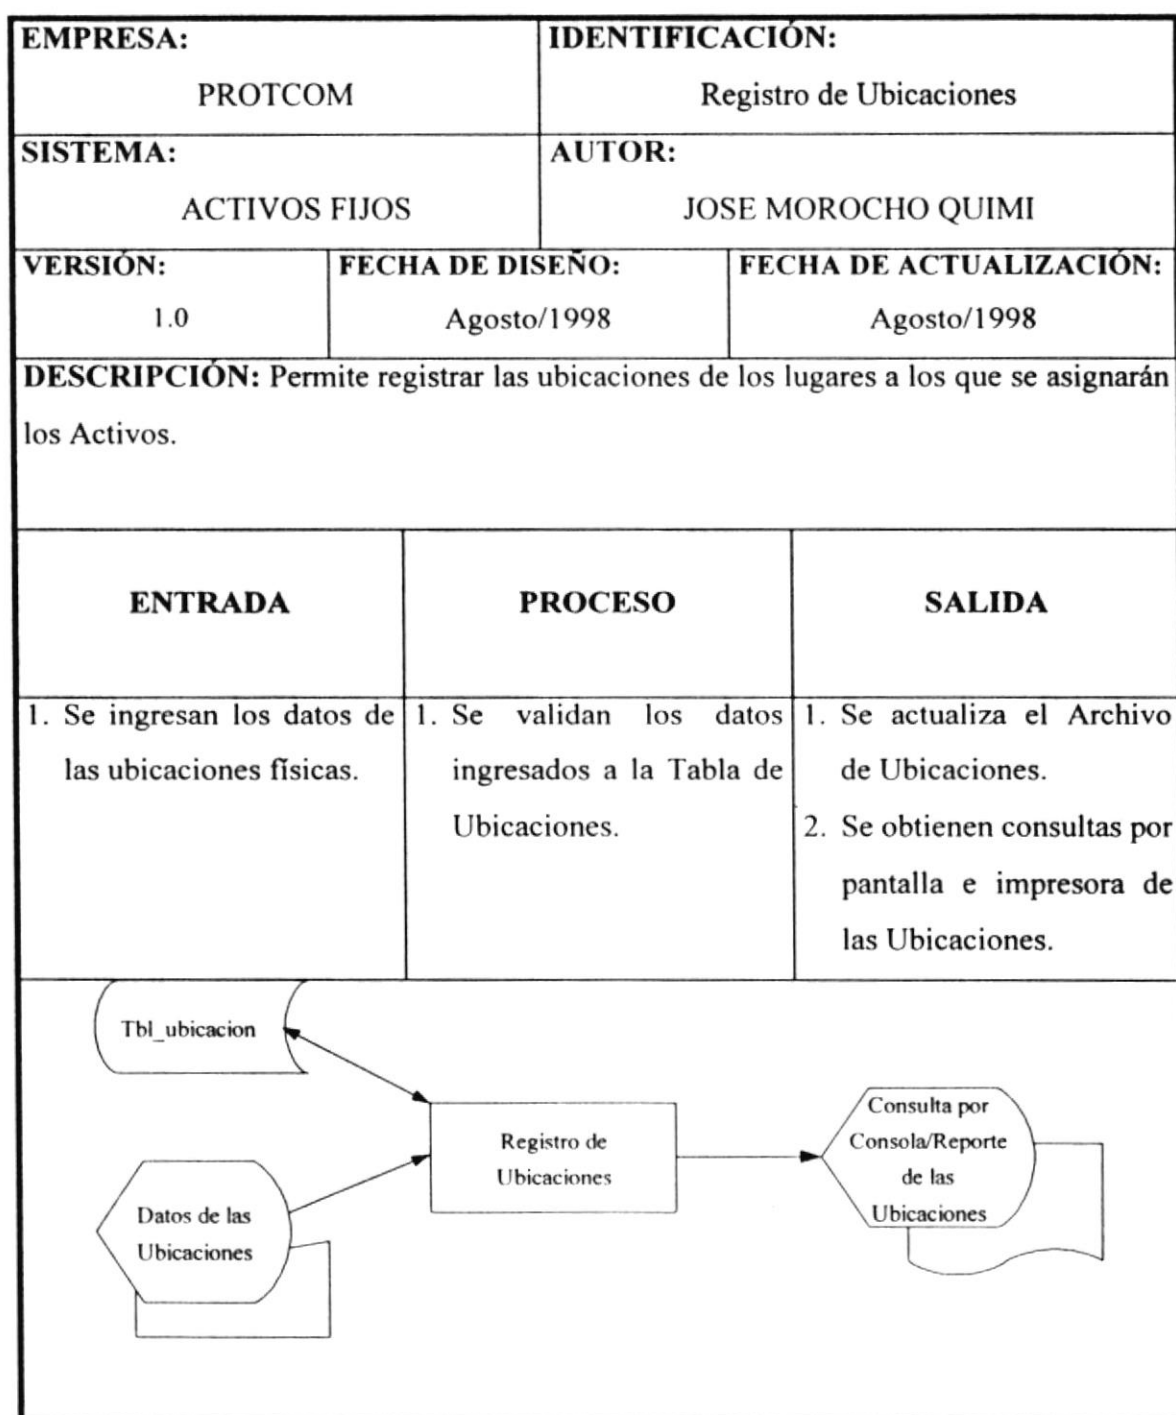 EMPRESA:
PROTCOM
IDENTIFICACIÓN:
Registro de Ubicaciones
SISTEMA:
ACTIVOS FIJOS
AUTOR:
JOSE MOROCHO QUIMI
VERSIÓN:
1.0
FECHA DE DISEÑO:
Agosto/1998
FECHA DE ACTUALIZACIÓN:
Agosto/1998
DESCRIPCIÓN: Permite registrar las ubicaciones de los lugares a los que se asignarán
los Activos.
ENTRADA
PROCESO
SALIDA
1. Se ingresan los datos de
las ubicaciones físicas.
1. Se validan los datos
ingresados a la Tabla de
Ubicaciones.
1. Se actualiza el Archivo
de Ubicaciones.
2. Se obtienen consultas por
pantalla e impresora de
las Ubicaciones.
Tbl_ubicacion
Registro de
Ubicaciones
Consulta por
Consola/Reporte
de las
Ubicaciones
Datos de las
Ubicaciones